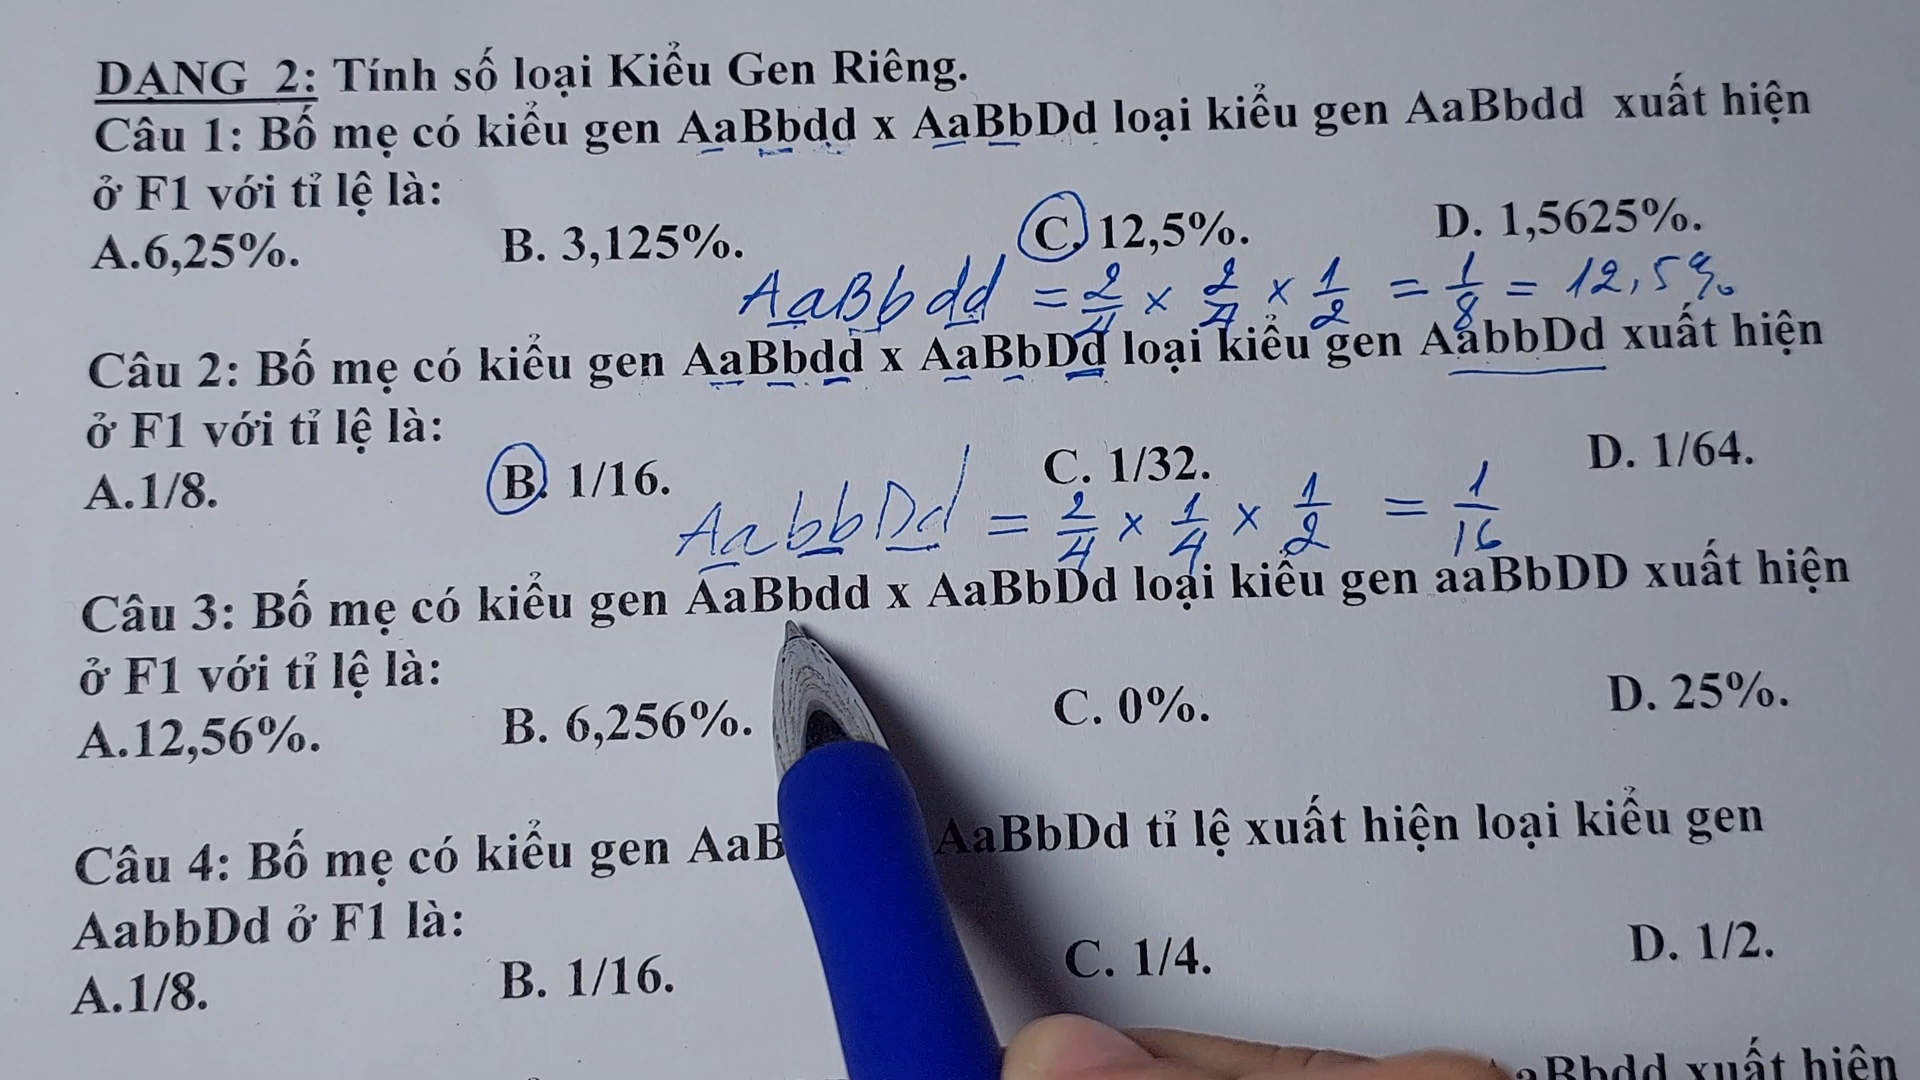 DẠNG 2: Tính số loại Kiểu Gen Riêng.
Câu 1: Bố mẹ có kiểu gen AaBbdd x AaBbDd loại kiểu gen AaBbdd xuất hiện
ở F1 với tỉ lệ là:
A.6,25%. B. 3,125%. C. 12,5%. D. 1,5625%.
AaBbdd = 2/4 x 2/4 x 1/2 = 1/8 = 12,5%
Câu 2: Bố mẹ có kiểu gen AaBbdd x AaBbDd loại kiểu gen AabbDd xuất hiện
ở F1 với tỉ lệ là:
A.1/8. B. 1/16. C. 1/32. D. 1/64.
AabbDd = 2/4 x 1/4 x 1/2 = 1/16
Câu 3: Bố mẹ có kiểu gen AaBbdd x AaBbDd loại kiểu gen aaBbDD xuất hiện
ở F1 với tỉ lệ là:
A.12,56%. B. 6,256%. C. 0%. D. 25%.
Câu 4: Bố mẹ có kiểu gen AaB AaBbDd tỉ lệ xuất hiện loại kiểu gen
AabbDd ở F1 là:
A.1/8. B. 1/16. C. 1/4. D. 1/2.
aBbdd xuất hiện